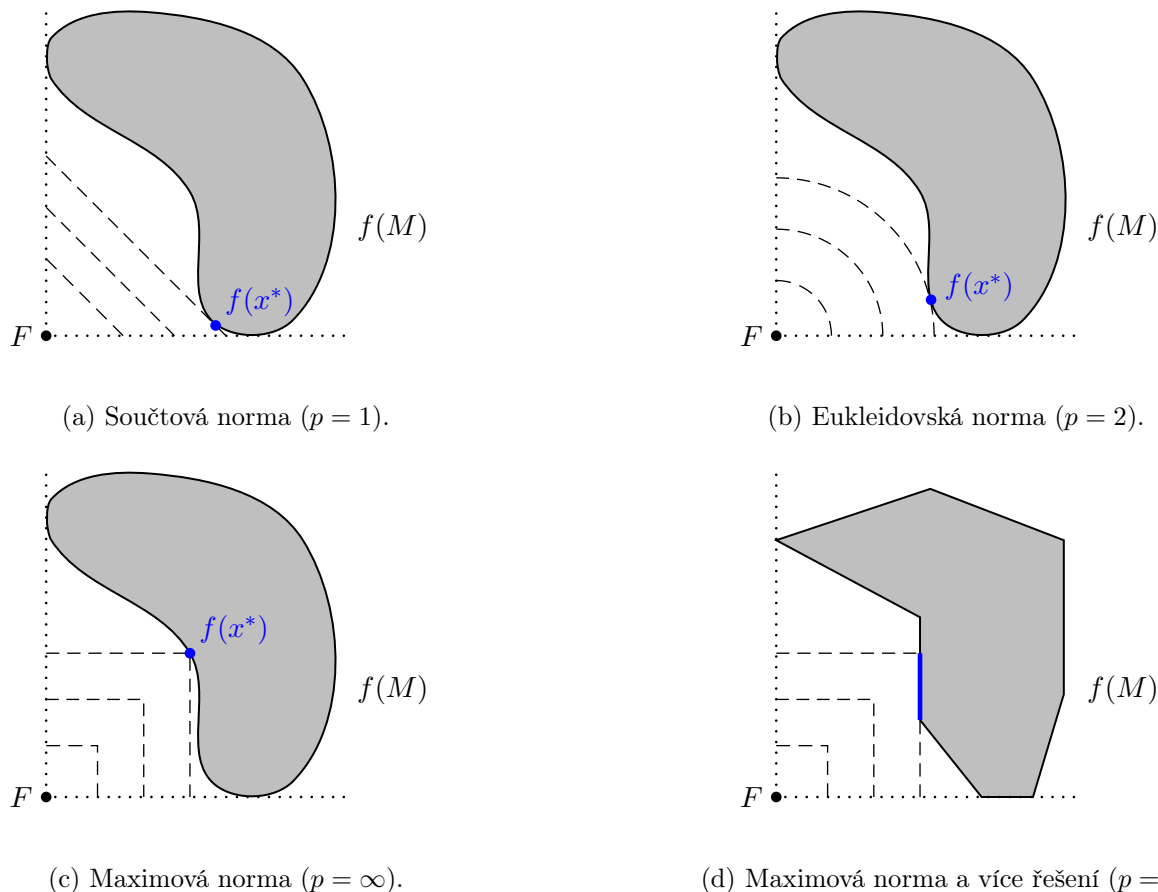 f(x*)
f(M)
F
(a) Součtová norma (p = 1).
f(x*)
f(M)
F
(b) Eukleidovská norma (p = 2).
f(x*)
f(M)
F
(c) Maximová norma (p = ∞).
f(M)
F
(d) Maximová norma a více řešení (p =